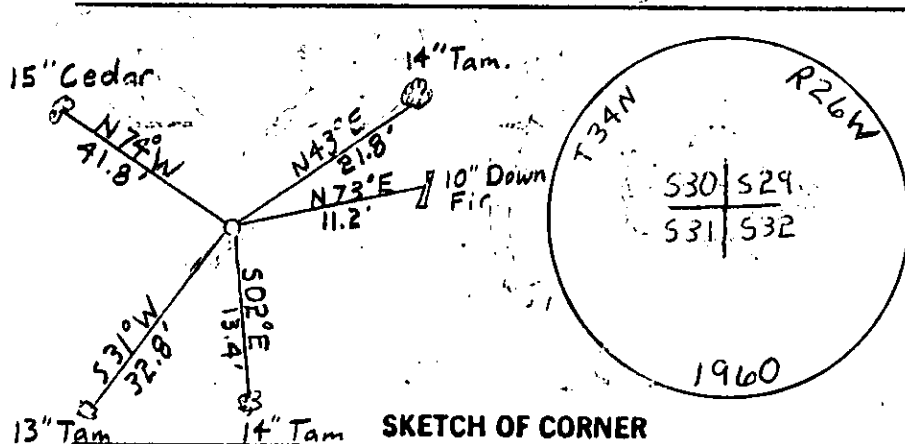 15" Cedar
N74°W
41.8'
14" Tam.
N43°E
21.8'
N73°E
11.2'
10" Down
Fir
S31°W
32.8'
13" Tam
S02°E
13.4'
14" Tam
T34N
R26W
S30 S29
S31 S32
1960
SKETCH OF CORNER